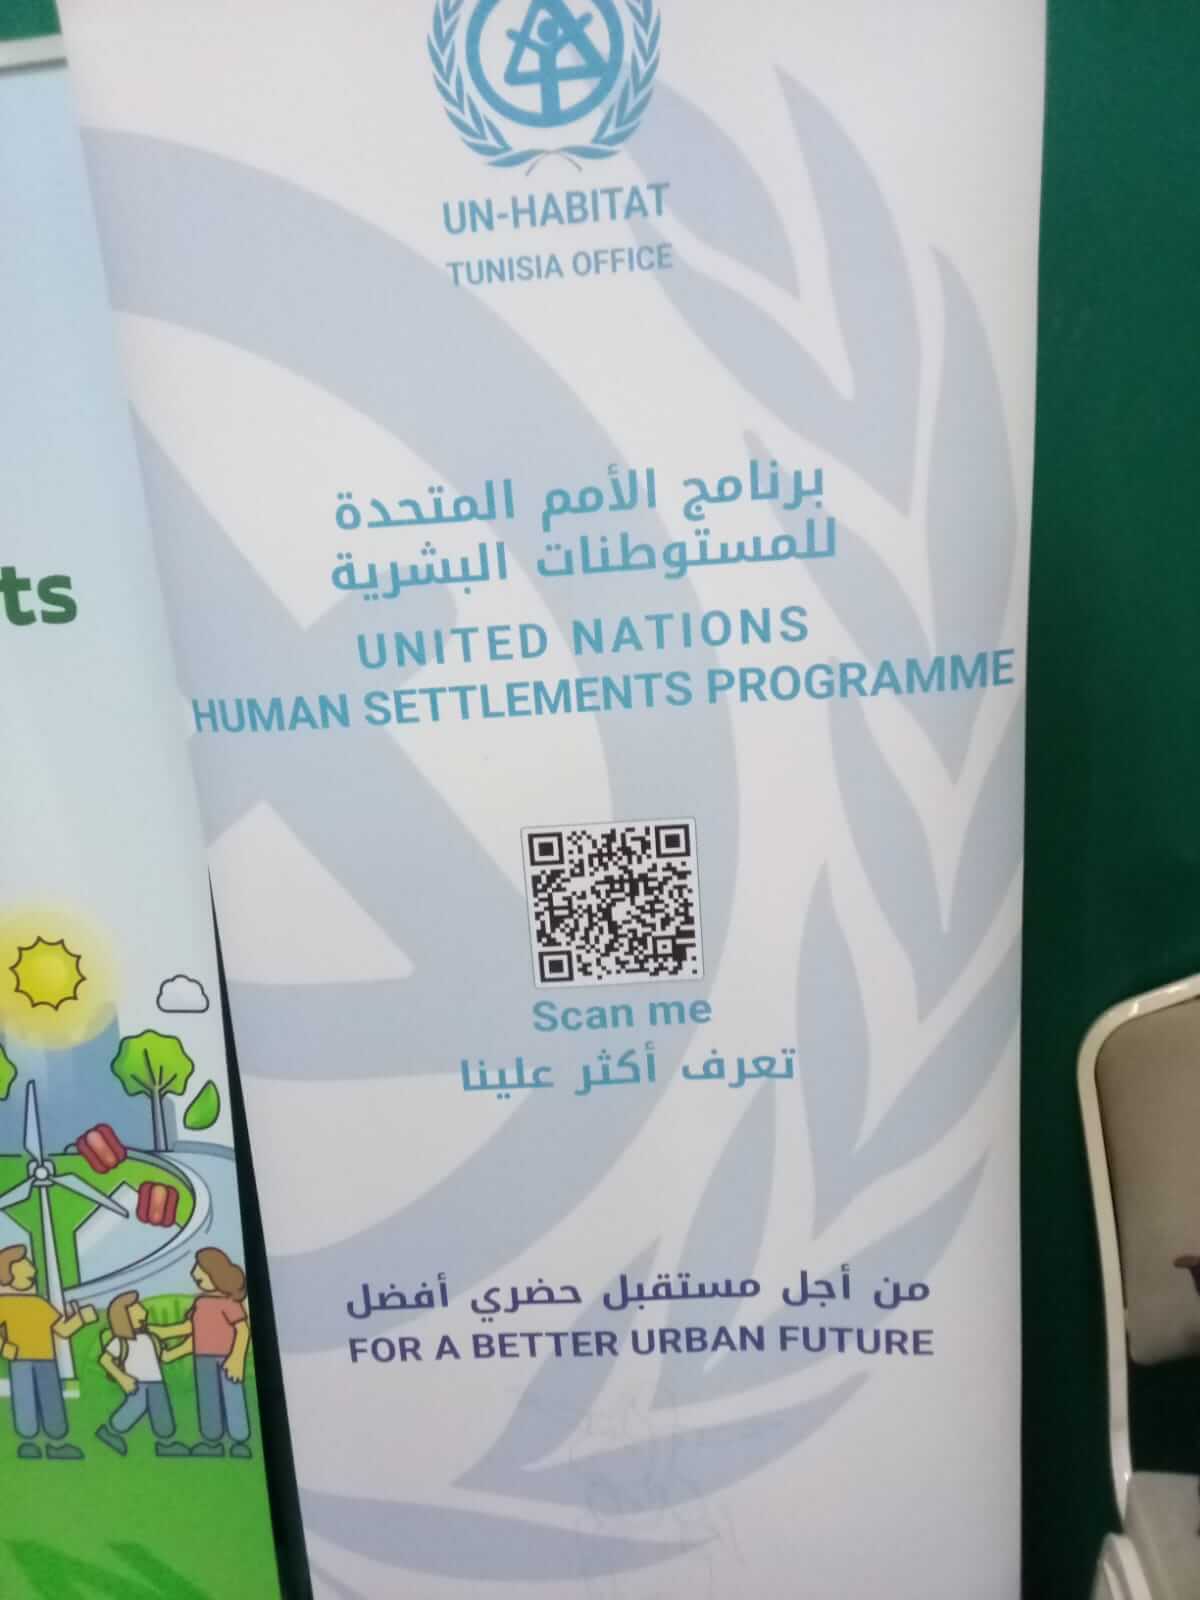 UN-HABITAT
TUNISIA OFFICE
برنامج الأمم المتحدة
للمستوطنات البشرية
UNITED NATIONS
HUMAN SETTLEMENTS PROGRAMME
Scan me
تعرف أكثر علينا
من أجل مستقبل حضري أفضل
FOR A BETTER URBAN FUTURE
ts